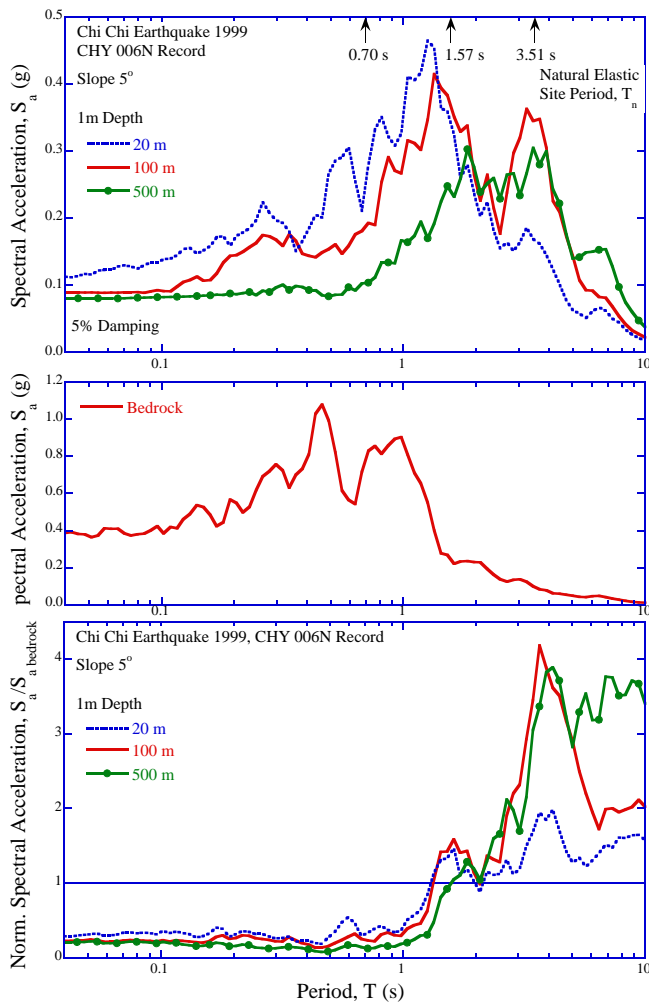 Chi Chi Earthquake 1999
CHY 006N Record
Slope 5°
1m Depth
20 m
100 m
500 m
5% Damping
0.70 s
1.57 s
3.51 s
Natural Elastic
Site Period, Tn
Spectral Acceleration, Sa (g)
0.5
0.4
0.3
0.2
0.1
0.0
0.1
1
10
Bedrock
pectral Acceleration, Sa (g)
1.2
1.0
0.8
0.6
0.4
0.2
0.0
0.1
1
10
Chi Chi Earthquake 1999, CHY 006N Record
Slope 5°
1m Depth
20 m
100 m
500 m
Norm. Spectral Acceleration, Sa/Sa bedrock
4
3
2
1
0
0.1
1
10
Period, T (s)